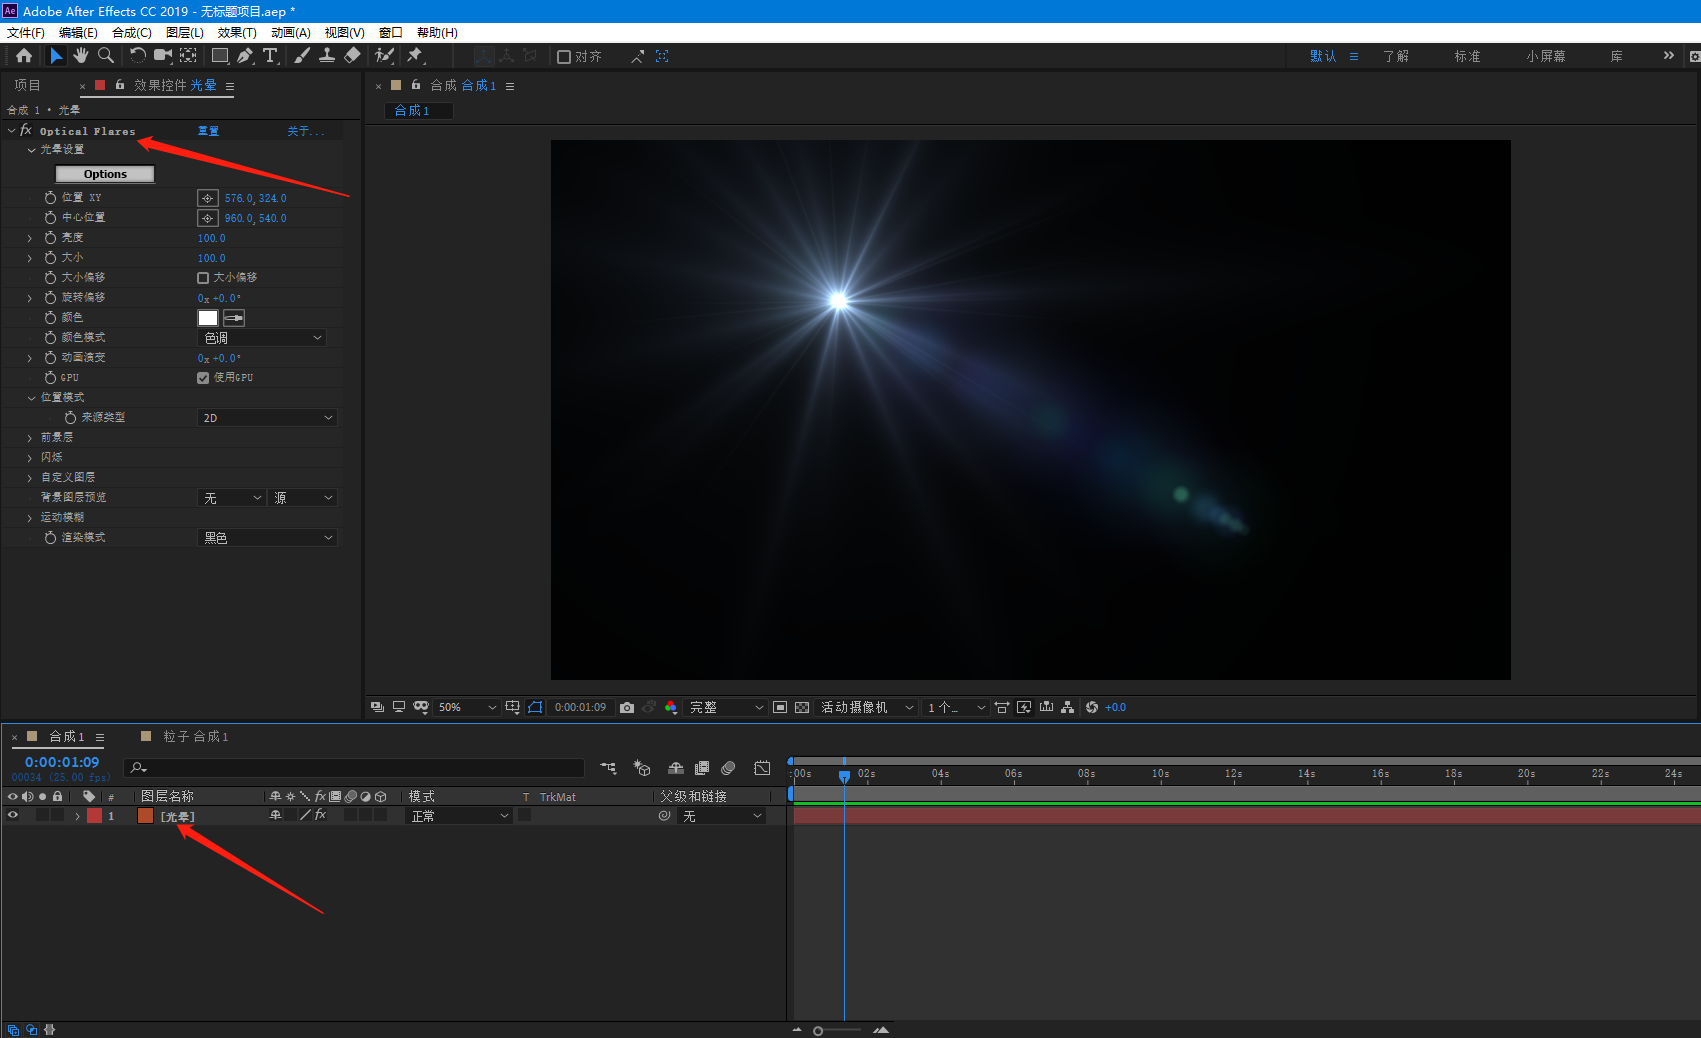 Ae Adobe After Effects CC 2019 - 无标题项目.aep *
文件(F) 编辑(E) 合成(C) 图层(L) 效果(T) 动画(A) 视图(V) 窗口 帮助(H)
对齐 默认 了解 标准 小屏幕 库
项目 效果控件 光晕
合成 1 • 光晕
fx Optical Flares 重置 关于...
光晕设置
Options
位置 XY 576.0,324.0
中心位置 960.0,540.0
亮度 100.0
大小 100.0
大小偏移 大小偏移
旋转偏移 0x +0.0°
颜色
颜色模式 色调
动画演变 0x +0.0°
GPU 使用GPU
位置模式
来源类型 2D
前景层
闪烁
自定义图层
背景图层预览 无 源
运动模糊
渲染模式 黑色
合成 合成 1
合成 1
50% 0:00:01:09 完整 活动摄像机 1 个... +0.0
合成 1 粒子 合成 1
0:00:01:09
00034 (25.00 fps)
:00s 02s 04s 06s 08s 10s 12s 14s 16s 18s 20s 22s 24s
# 图层名称 fx 模式 T TrkMat 父级和链接
1 [光晕] fx 正常 无